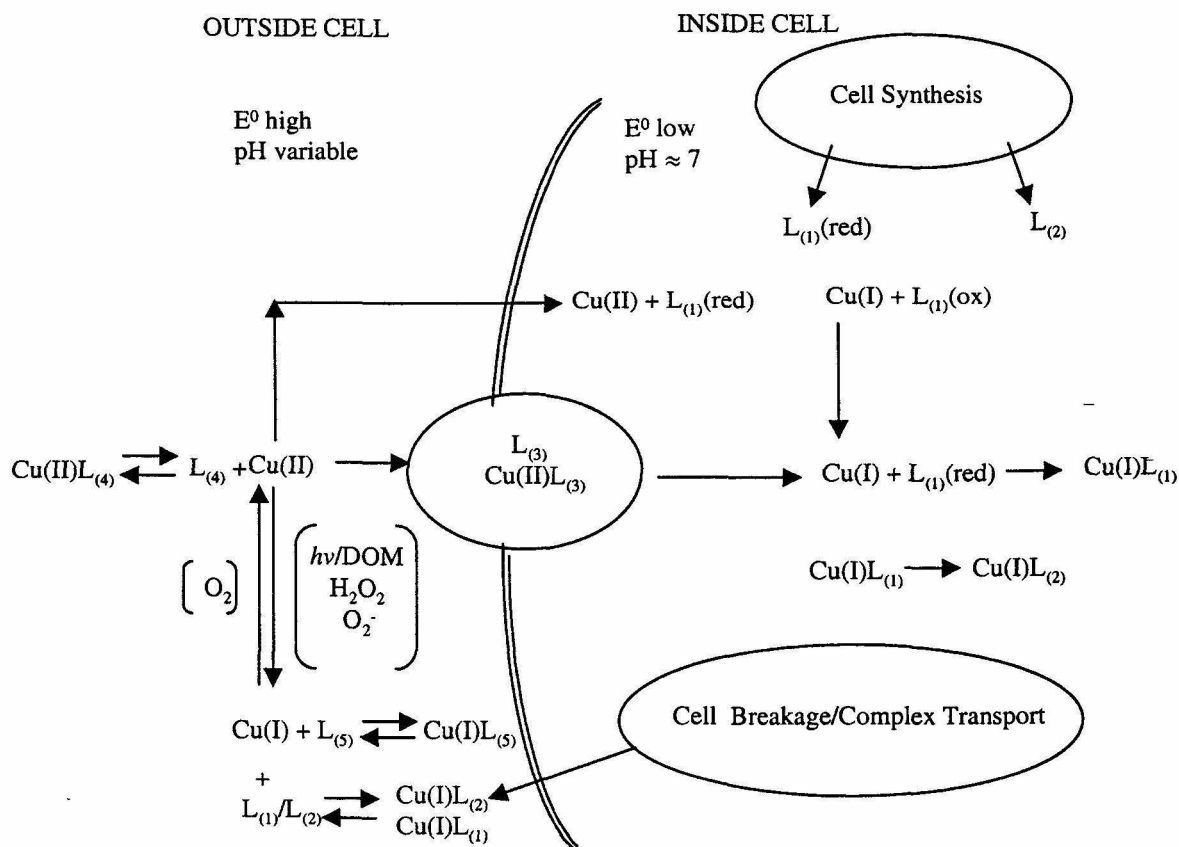 OUTSIDE CELL
INSIDE CELL
Cell Synthesis
E⁰ high
pH variable
E⁰ low
pH ≈ 7
L₍₁₎(red)
L₍₂₎
Cu(II) + L₍₁₎(red)
Cu(I) + L₍₁₎(ox)
Cu(II)L₍₄₎
L₍₄₎ +Cu(II)
L₍₃₎
Cu(II)L₍₃₎
Cu(I) + L₍₁₎(red)
Cu(I)L₍₁₎
Cu(I)L₍₁₎
Cu(I)L₍₂₎
O₂
hν/DOM
H₂O₂
O₂⁻
Cu(I) + L₍₅₎
Cu(I)L₍₅₎
+
L₍₁₎/L₍₂₎
Cu(I)L₍₂₎
Cu(I)L₍₁₎
Cell Breakage/Complex Transport